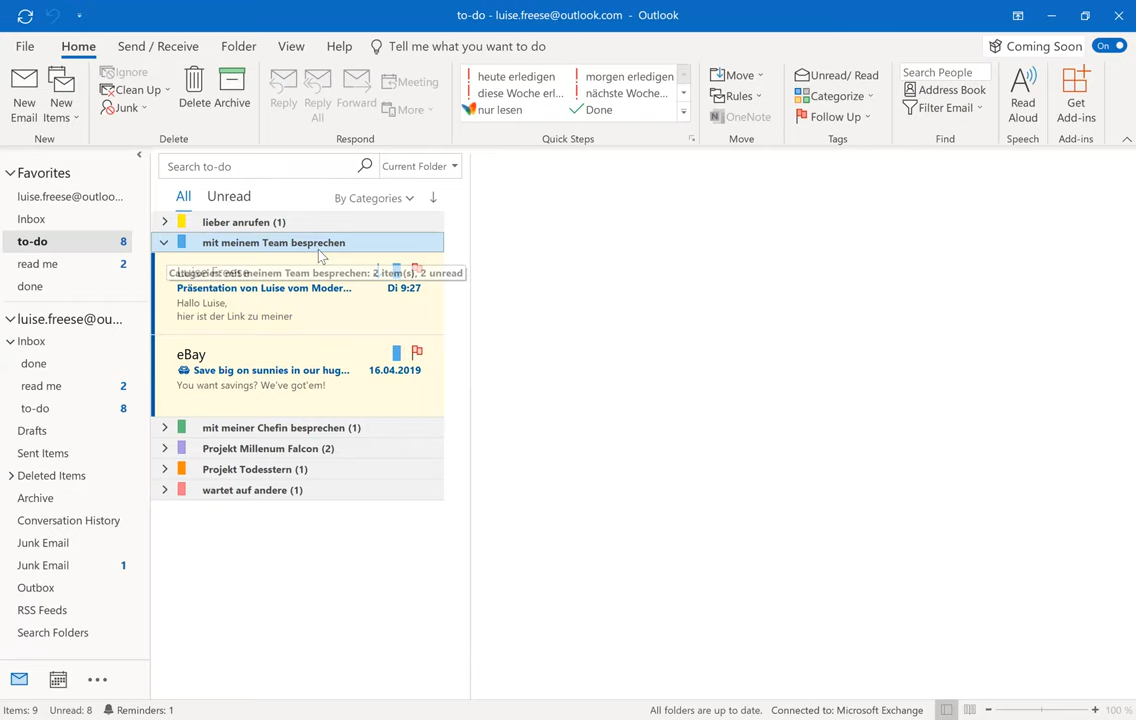 to-do - luise.freese@outlook.com - Outlook
File Home Send / Receive Folder View Help Tell me what you want to do Coming Soon On
New Email
New Items
New
Ignore
Clean Up
Junk
Delete
Archive
Delete
Reply
Reply All
Forward
Meeting
More
Respond
heute erledigen
morgen erledigen
diese Woche erl...
nächste Woche...
nur lesen
Done
Quick Steps
Move
Rules
OneNote
Move
Unread/ Read
Categorize
Follow Up
Tags
Search People
Address Book
Filter Email
Find
Read Aloud
Speech
Get Add-ins
Add-ins
Favorites
luise.freese@outloo...
Inbox
to-do 8
read me 2
done
luise.freese@ou...
Inbox
done
read me 2
to-do 8
Drafts
Sent Items
Deleted Items
Archive
Conversation History
Junk Email
Junk Email 1
Outbox
RSS Feeds
Search Folders
Search to-do Current Folder
All Unread By Categories
lieber anrufen (1)
mit meinem Team besprechen
Luise Freese
Categories: mit meinem Team besprechen: 2 item(s), 2 unread
Präsentation von Luise vom Moder... Di 9:27
Hallo Luise,
hier ist der Link zu meiner
eBay
Save big on sunnies in our hug... 16.04.2019
You want savings? We've got'em!
mit meiner Chefin besprechen (1)
Projekt Millenum Falcon (2)
Projekt Todesstern (1)
wartet auf andere (1)
Items: 9 Unread: 8 Reminders: 1 All folders are up to date. Connected to: Microsoft Exchange 100 %